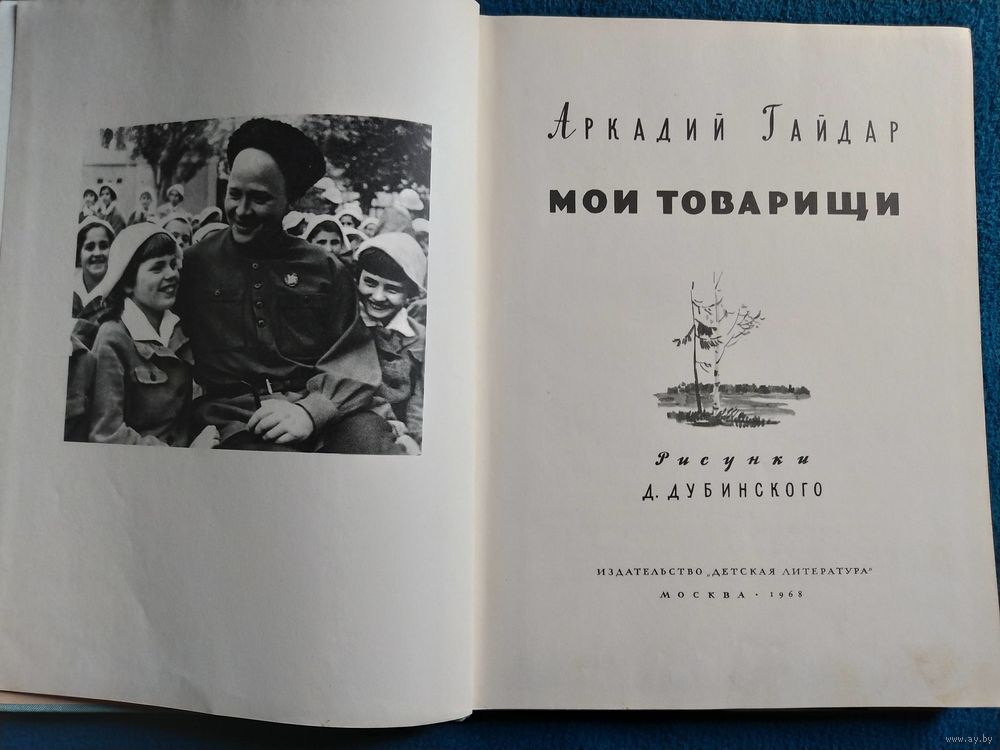 Аркадий Гайдар
МОИ ТОВАРИЩИ
Рисунки
Д. ДУБИНСКОГО
ИЗДАТЕЛЬСТВО „ДЕТСКАЯ ЛИТЕРАТУРА"
МОСКВА · 1968
www.ay.by